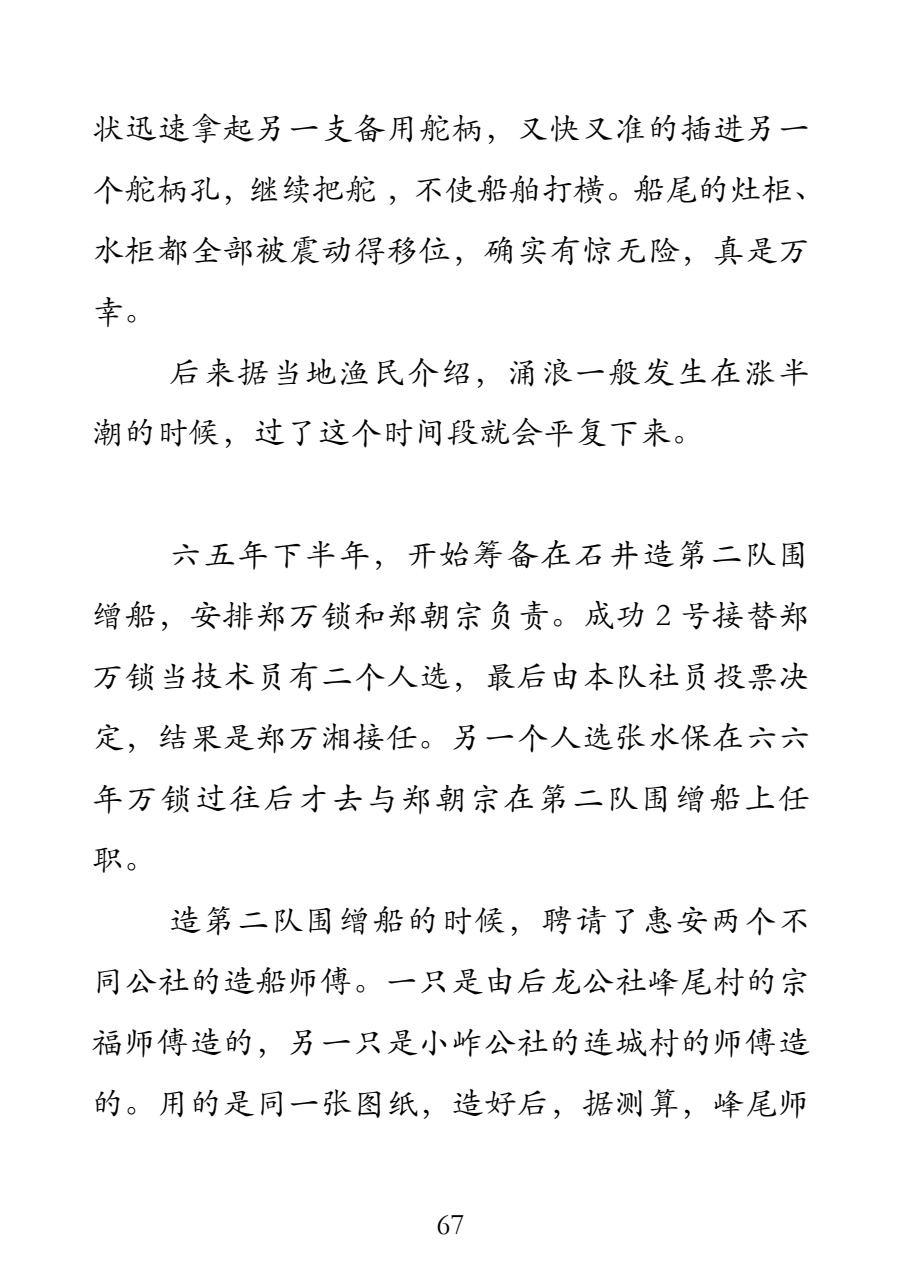 状迅速拿起另一支备用舵柄，又快又准的插进另一
个舵柄孔，继续把舵 ，不使船舶打横。船尾的灶柜、
水柜都全部被震动得移位，确实有惊无险，真是万
幸。
后来据当地渔民介绍，涌浪一般发生在涨半
潮的时候，过了这个时间段就会平复下来。
六五年下半年，开始筹备在石井造第二队围
缯船，安排郑万锁和郑朝宗负责。成功 2 号接替郑
万锁当技术员有二个人选，最后由本队社员投票决
定，结果是郑万湘接任。另一个人选张水保在六六
年万锁过往后才去与郑朝宗在第二队围缯船上任
职。
造第二队围缯船的时候，聘请了惠安两个不
同公社的造船师傅。一只是由后龙公社峰尾村的宗
福师傅造的，另一只是小岞公社的连城村的师傅造
的。用的是同一张图纸，造好后，据测算，峰尾师
67